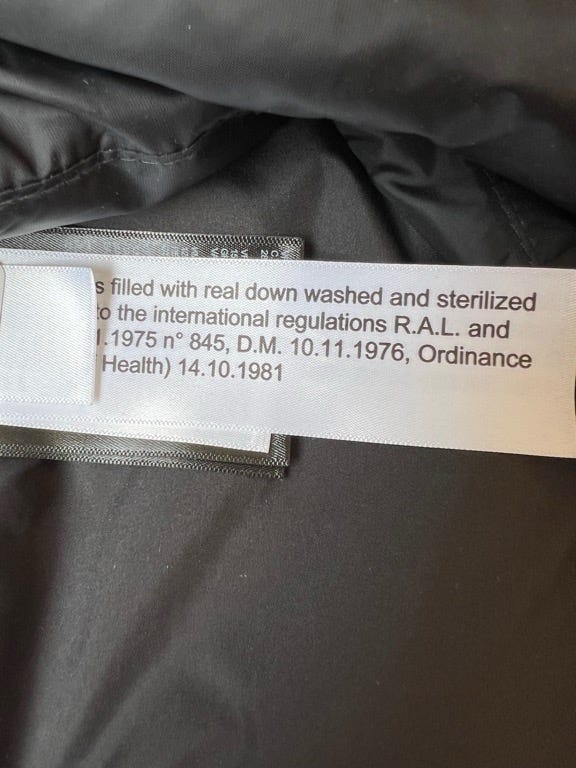 s filled with real down washed and sterilized
to the international regulations R.A.L. and
.1975 n° 845, D.M. 10.11.1976, Ordinance
Health) 14.10.1981